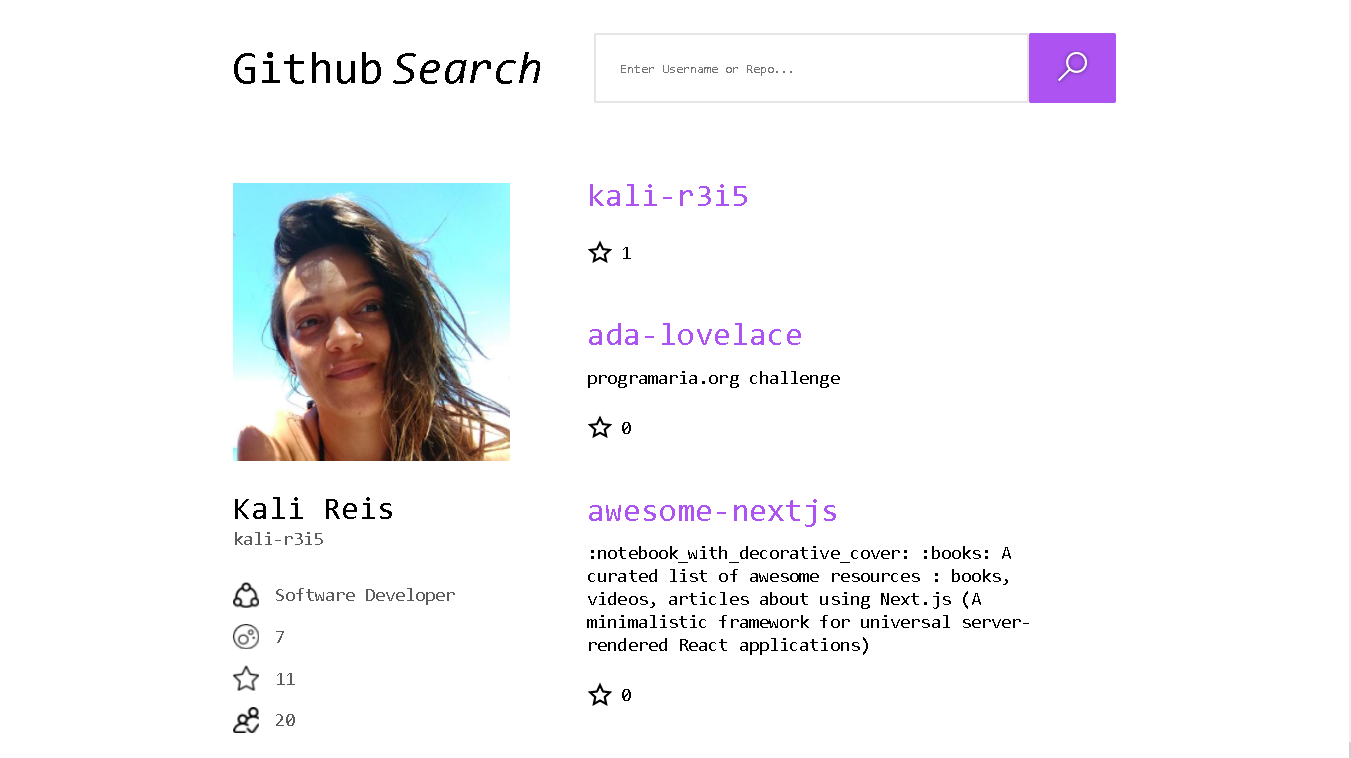 Github Search
Enter Username or Repo...
Kali Reis
kali-r3i5
Software Developer
7
11
20
kali-r3i5
1
ada-lovelace
programaria.org challenge
0
awesome-nextjs
:notebook_with_decorative_cover: :books: A
curated list of awesome resources : books,
videos, articles about using Next.js (A
minimalistic framework for universal server-
rendered React applications)
0